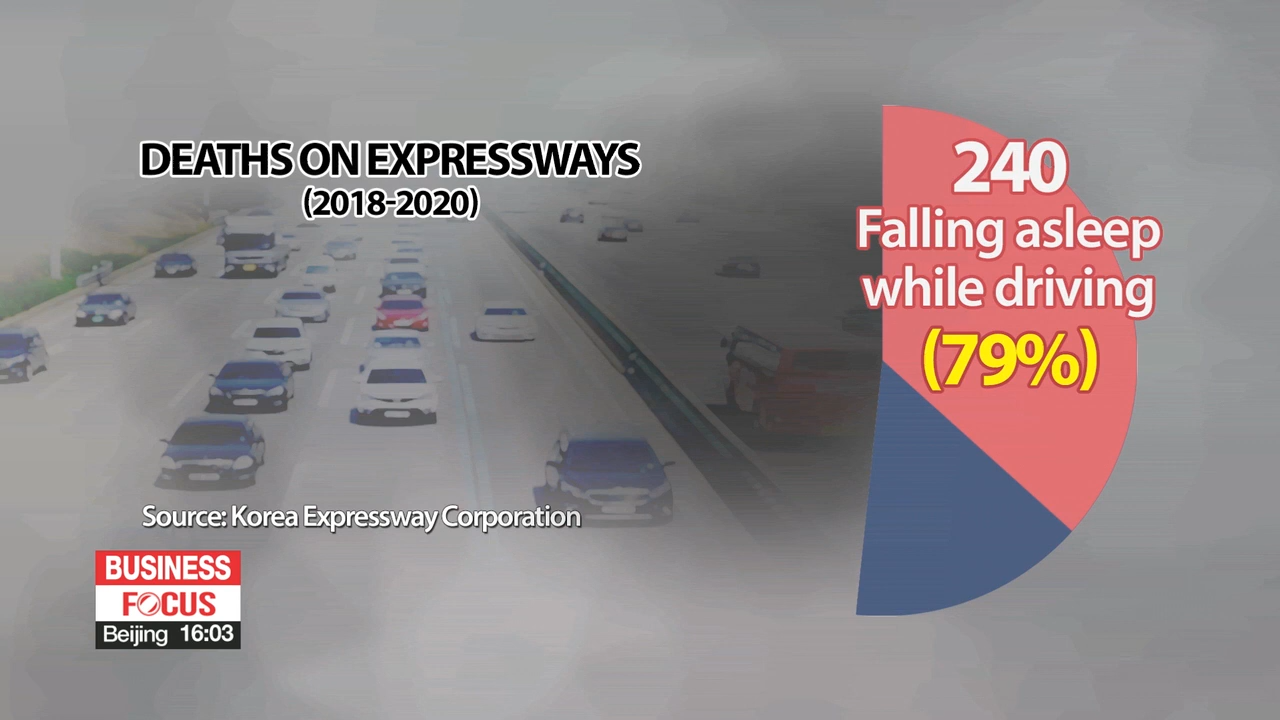 DEATHS ON EXPRESSWAYS
(2018-2020)
240
Falling asleep
while driving
(79%)
Source: Korea Expressway Corporation
BUSINESS
FOCUS
Beijing 16:03